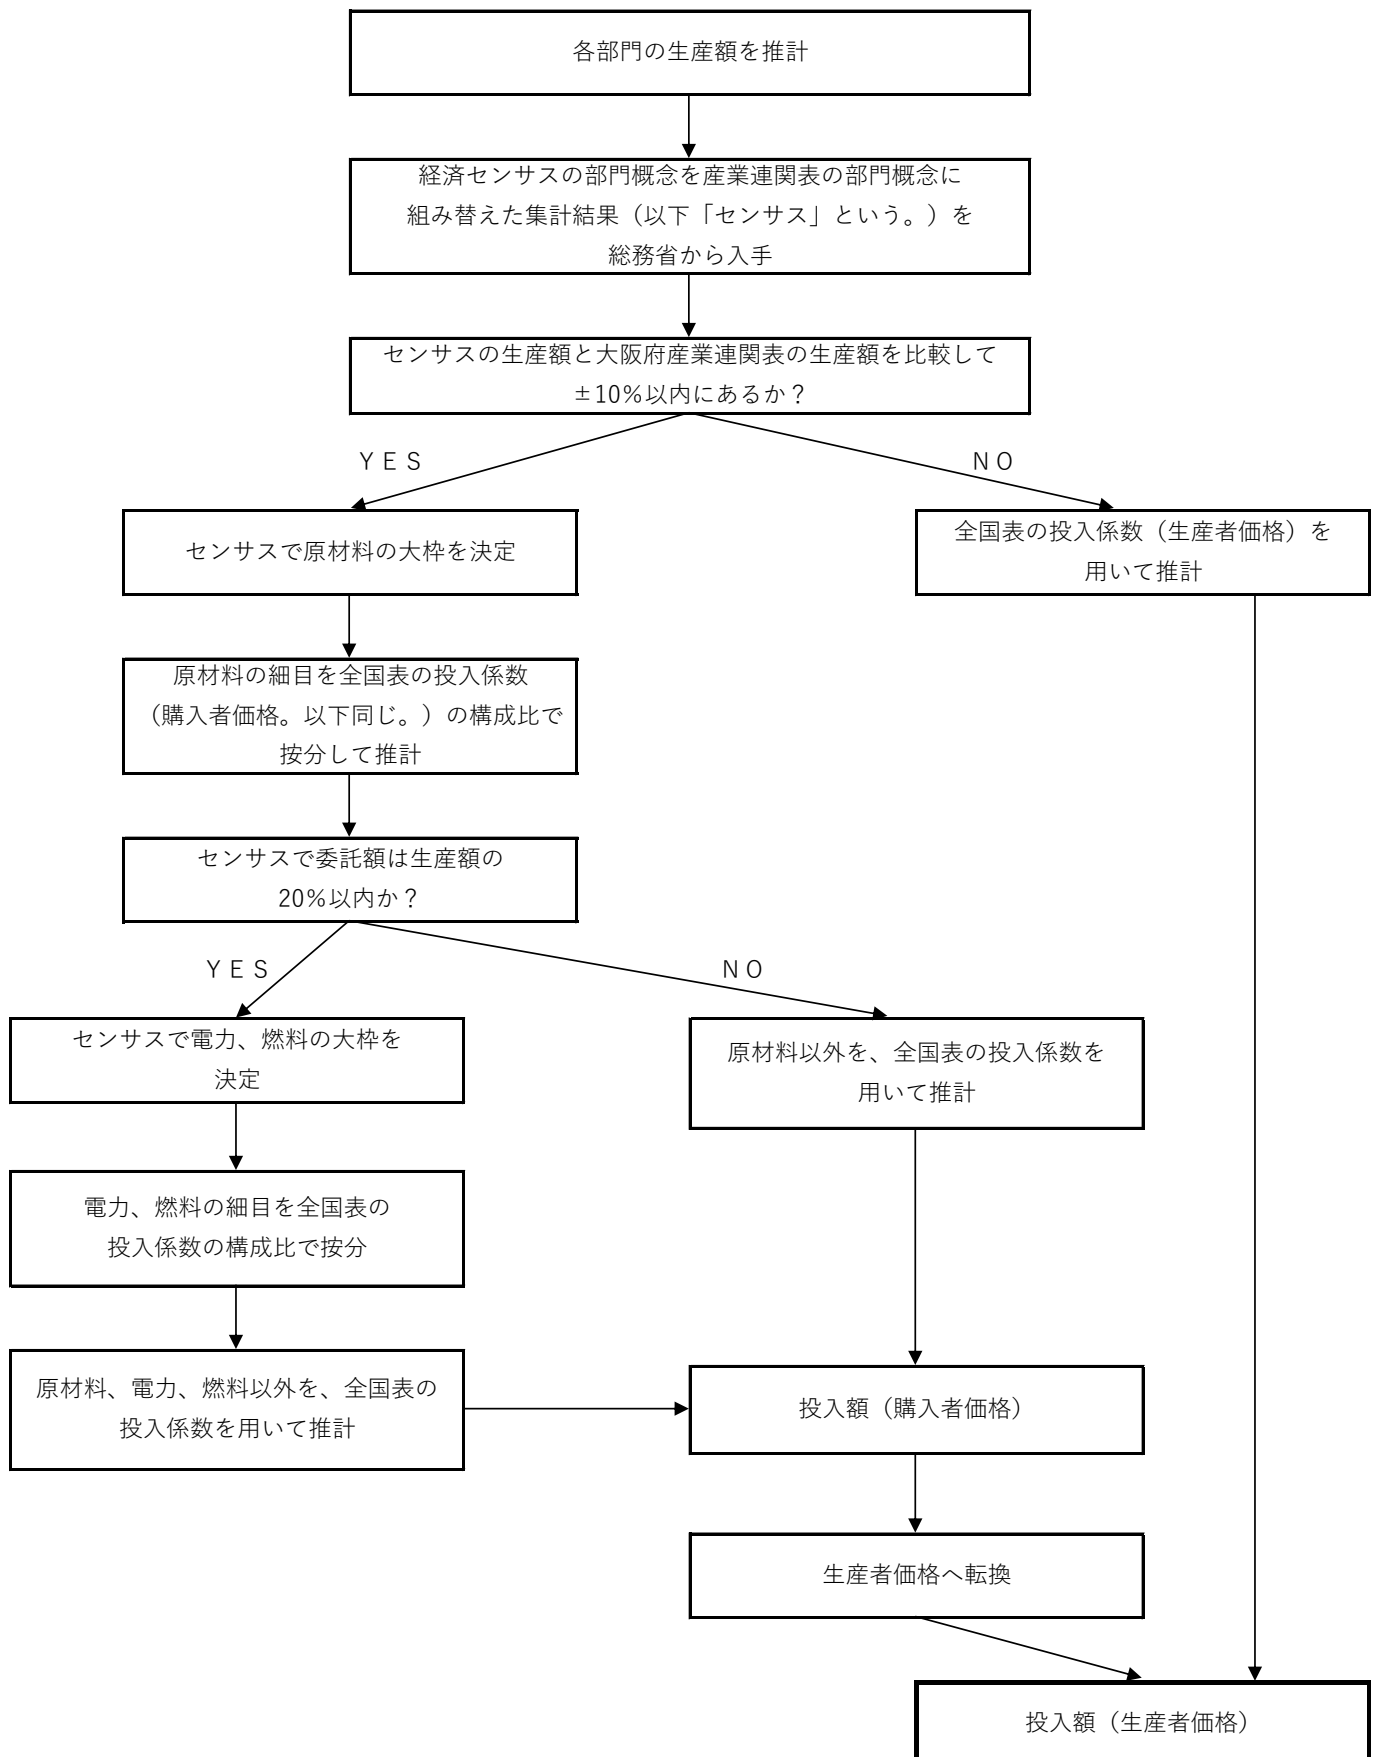 各部門の生産額を推計
経済センサスの部門概念を産業連関表の部門概念に
組み替えた集計結果（以下「センサス」という。）を
総務省から入手
センサスの生産額と大阪府産業連関表の生産額を比較して
±10％以内にあるか？
ＹＥＳ
ＮＯ
センサスで原材料の大枠を決定
全国表の投入係数（生産者価格）を
用いて推計
原材料の細目を全国表の投入係数
（購入者価格。以下同じ。）の構成比で
按分して推計
センサスで委託額は生産額の
20％以内か？
ＹＥＳ
ＮＯ
センサスで電力、燃料の大枠を
決定
原材料以外を、全国表の投入係数を
用いて推計
電力、燃料の細目を全国表の
投入係数の構成比で按分
原材料、電力、燃料以外を、全国表の
投入係数を用いて推計
投入額（購入者価格）
生産者価格へ転換
投入額（生産者価格）